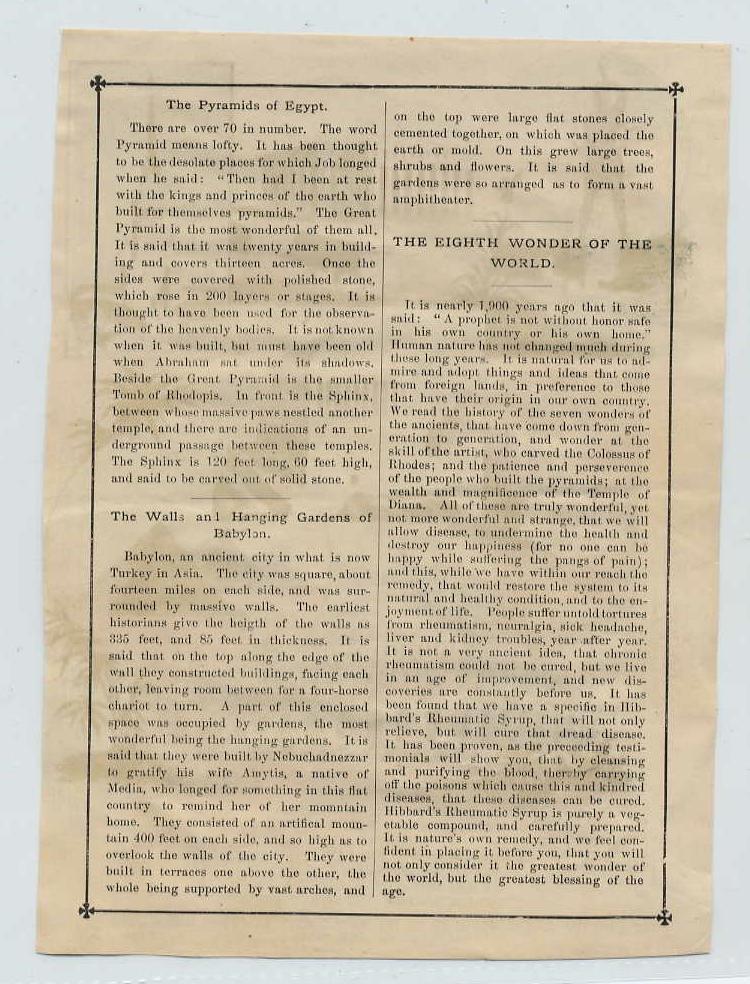 The Pyramids of Egypt.
There are over 70 in number. The word
Pyramid means lofty. It has been thought
to be the desolate places for which Job longed
when he said: "Then had I been at rest
with the kings and princes of the earth who
built for themselves pyramids." The Great
Pyramid is the most wonderful of them all.
It is said that it was twenty years in build-
ing and covers thirteen acres. Once the
sides were covered with polished stone,
which rose in 200 layers or stages. It is
thought to have been used for the observa-
tion of the heavenly bodies. It is not known
when it was built, but must have been old
when Abraham sat under its shadows.
Beside the Great Pyramid is the smaller
Tomb of Rhodopis. In front is the Sphinx,
between whose massive paws nestled another
temple, and there are indications of an un-
derground passage between these temples.
The Sphinx is 120 feet long, 60 feet high,
and said to be carved out of solid stone.
The Walls and Hanging Gardens of
Babylon.
Babylon, an ancient city in what is now
Turkey in Asia. The city was square, about
fourteen miles on each side, and was sur-
rounded by massive walls. The earliest
historians give the heigth of the walls as
335 feet, and 85 feet in thickness. It is
said that on the top along the edge of the
wall they constructed buildings, facing each
other, leaving room between for a four-horse
chariot to turn. A part of this enclosed
space was occupied by gardens, the most
wonderful being the hanging gardens. It is
said that they were built by Nebuchadnezzar
to gratify his wife Amytis, a native of
Media, who longed for something in this flat
country to remind her of her momntain
home. They consisted of an artifical moun-
tain 400 feet on each side, and so high as to
overlook the walls of the city. They were
built in terraces one above the other, the
whole being supported by vast arches, and
on the top were large flat stones closely
cemented together, on which was placed the
earth or mold. On this grew large trees,
shrubs and flowers. It is said that the
gardens were so arranged as to form a vast
amphitheater.
THE EIGHTH WONDER OF THE
WORLD.
It is nearly 1,900 years ago that it was
said: "A prophet is not without honor safe
in his own country or his own home."
Human nature has not changed much during
these long years. It is natural for us to ad-
mire and adopt things and ideas that come
from foreign lands, in preference to those
that have their origin in our own country.
We read the history of the seven wonders of
the ancients, that have come down from gen-
eration to generation, and wonder at the
skill of the artist, who carved the Colossus of
Rhodes; and the patience and perseverence
of the people who built the pyramids; at the
wealth and magnificence of the Temple of
Diana. All of these are truly wonderful, yet
not more wonderful and strange, that we will
allow disease, to undermine the health and
destroy our happiness (for no one can be
happy while suffering the pangs of pain);
and this, while we have within our reach the
remedy, that would restore the system to its
natural and healthy condition, and to the en-
joyment of life. People suffer untold tortures
from rheumatism, neuralgia, sick headache,
liver and kidney troubles, year after year.
It is not a very ancient idea, that chronic
rheumatism could not be cured, but we live
in an age of improvement, and new dis-
coveries are constantly before us. It has
been found that we have a specific in Hib-
bard's Rheumatic Syrup, that will not only
relieve, but will cure that dread disease.
It has been proven, as the preceeding testi-
monials will show you, that by cleansing
and purifying the blood, thereby carrying
off the poisons which cause this and kindred
diseases, that these diseases can be cured.
Hibbard's Rheumatic Syrup is purely a veg-
etable compound, and carefully prepared.
It is nature's own remedy, and we feel con-
fident in placing it before you, that you will
not only consider it the greatest wonder of
the world, but the greatest blessing of the
age.